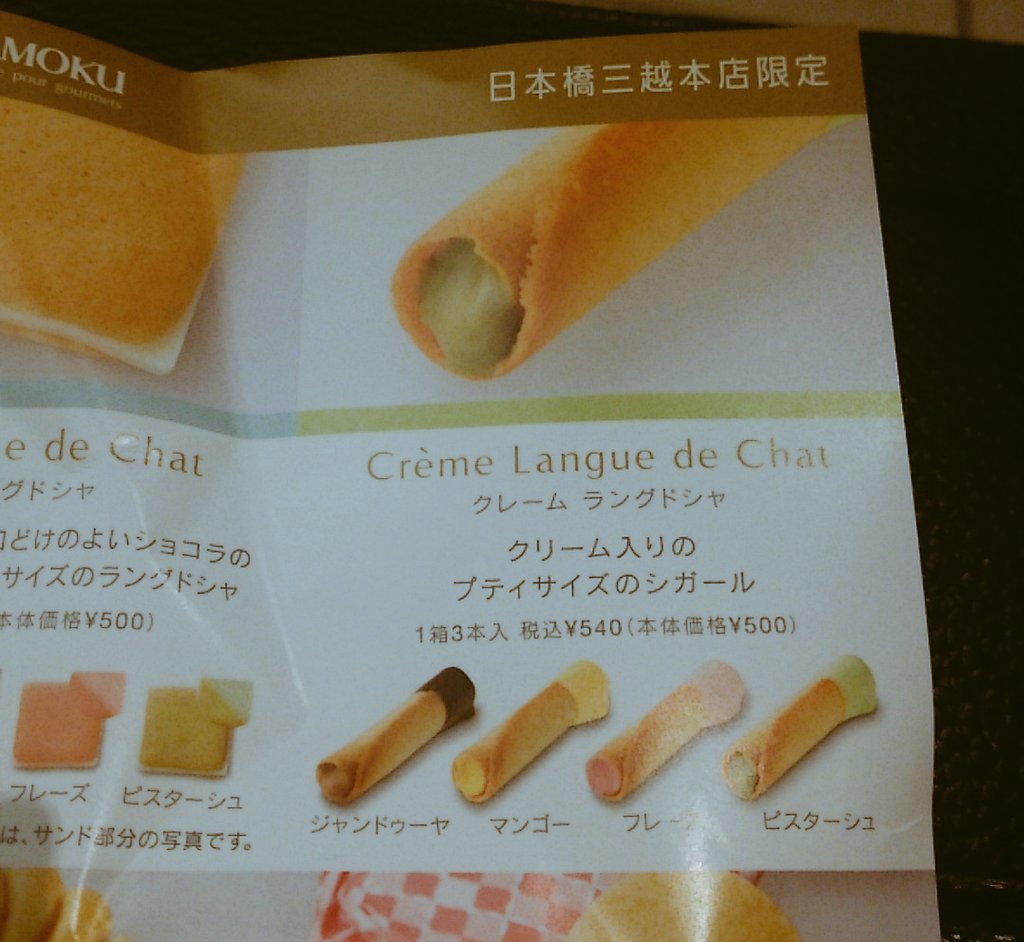 MOKU
pour gourmets
日本橋三越本店限定
e de Chat
グドシャ
どけのよいショコラの
サイズのラングドシャ
本体価格¥500)
フレーズ ピスターシュ
は、サンド部分の写真です。
Crème Langue de Chat
クレーム ラングドシャ
クリーム入りの
プティサイズのシガール
1箱3本入 税込¥540(本体価格¥500)
ジャンドゥーヤ マンゴー フレーズ ピスターシュ